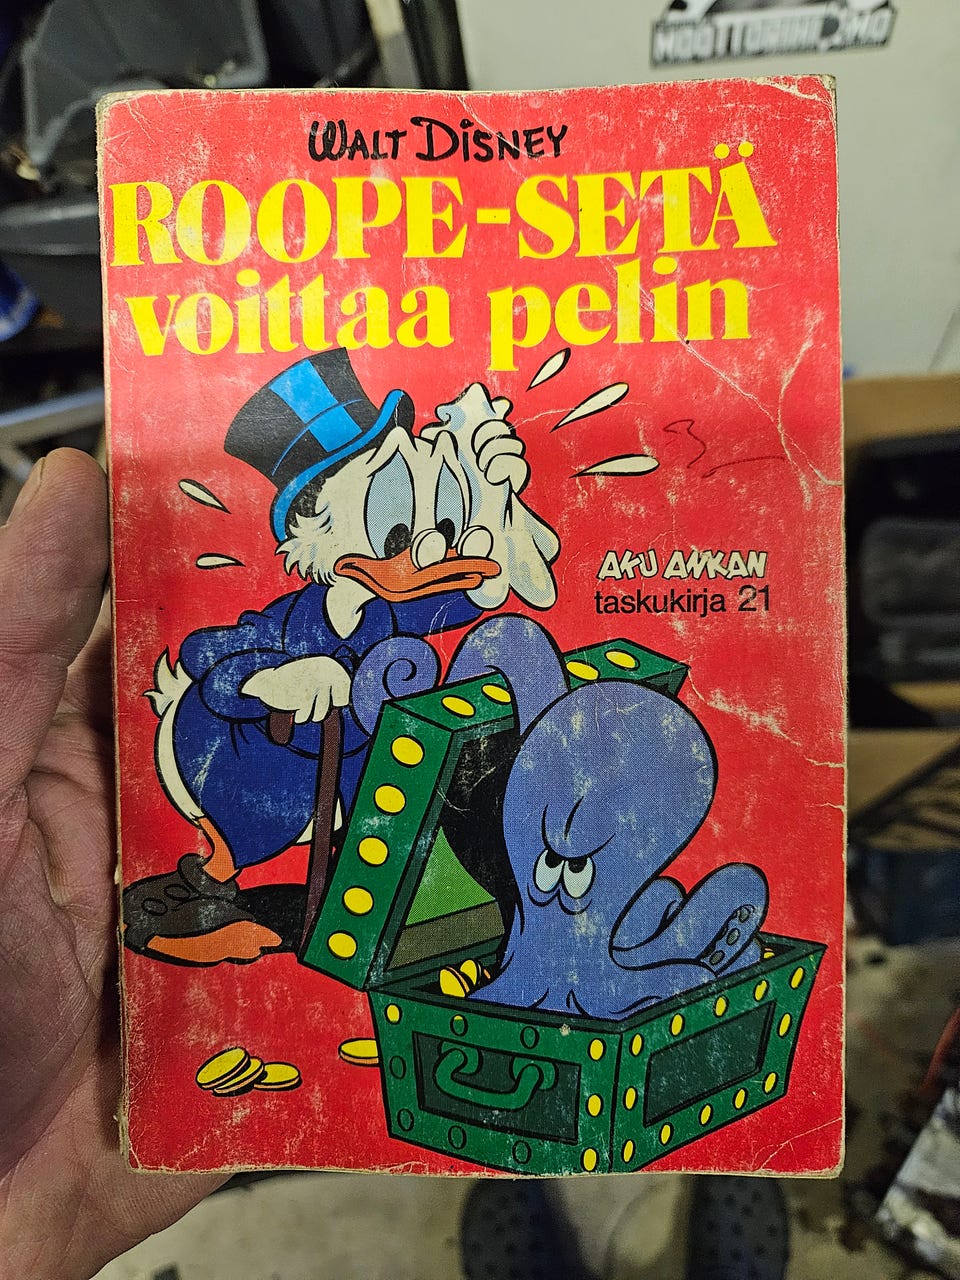 WALT DISNEY
ROOPE-SETÄ
voittaa pelin
AKU ANKAN
taskukirja 21